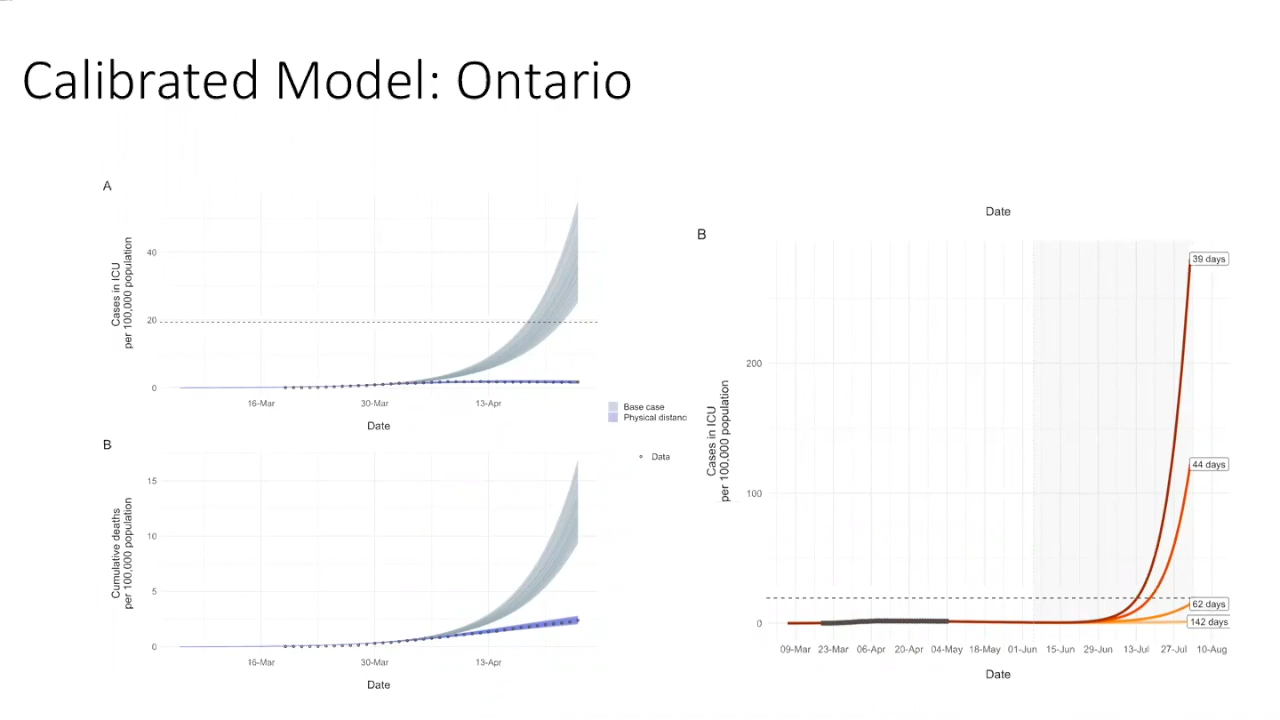 Calibrated Model: Ontario
A
Cases in ICU
per 100,000 population
40
20
0
16-Mar 30-Mar 13-Apr
Date
B
Cumulative deaths
per 100,000 population
15
10
5
0
16-Mar 30-Mar 13-Apr
Date
Base case
Physical distanc
Data
Date
B
Cases in ICU
per 100,000 population
200
100
0
39 days
44 days
62 days
142 days
09-Mar 23-Mar 06-Apr 20-Apr 04-May 18-May 01-Jun 15-Jun 29-Jun 13-Jul 27-Jul 10-Aug
Date